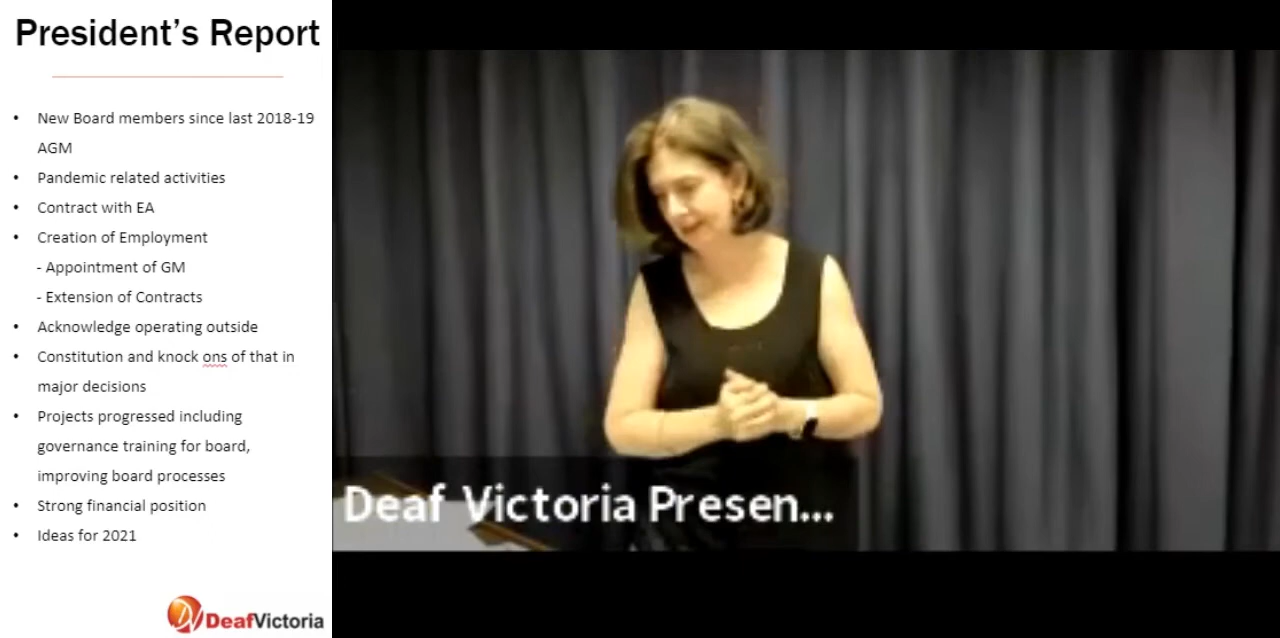 President's Report
• New Board members since last 2018-19
AGM
• Pandemic related activities
• Contract with EA
• Creation of Employment
- Appointment of GM
- Extension of Contracts
• Acknowledge operating outside
• Constitution and knock ons of that in
major decisions
• Projects progressed including
governance training for board,
improving board processes
• Strong financial position
• Ideas for 2021
DeafVictoria
Deaf Victoria Presen...